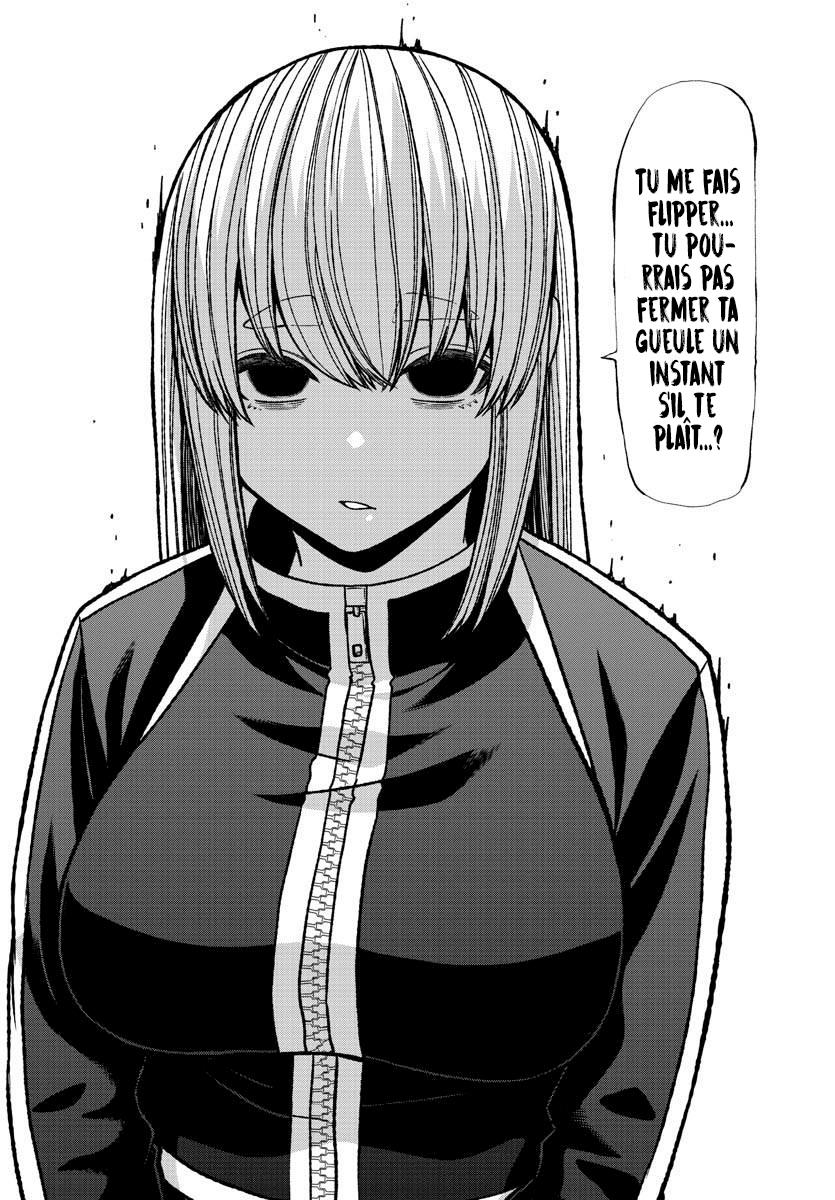 TU ME FAIS
FLIPPER...
TU POU-
RRAIS PAS
FERMER TA
GUEULE UN
INSTANT
S'IL TE
PLAÎT...?